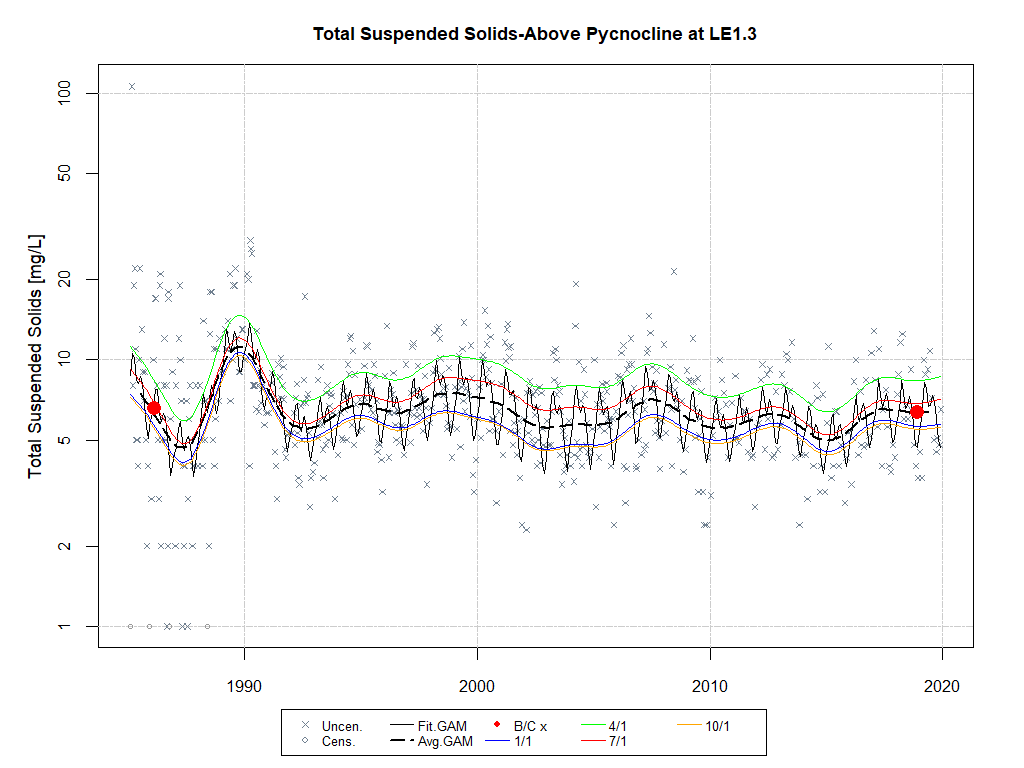 Total Suspended Solids-Above Pycnocline at LE1.3
Total Suspended Solids [mg/L]
100
50
20
10
5
2
1
1990 2000 2010 2020
Uncen. Fit.GAM B/C x 4/1 10/1
Cens. Avg.GAM 1/1 7/1